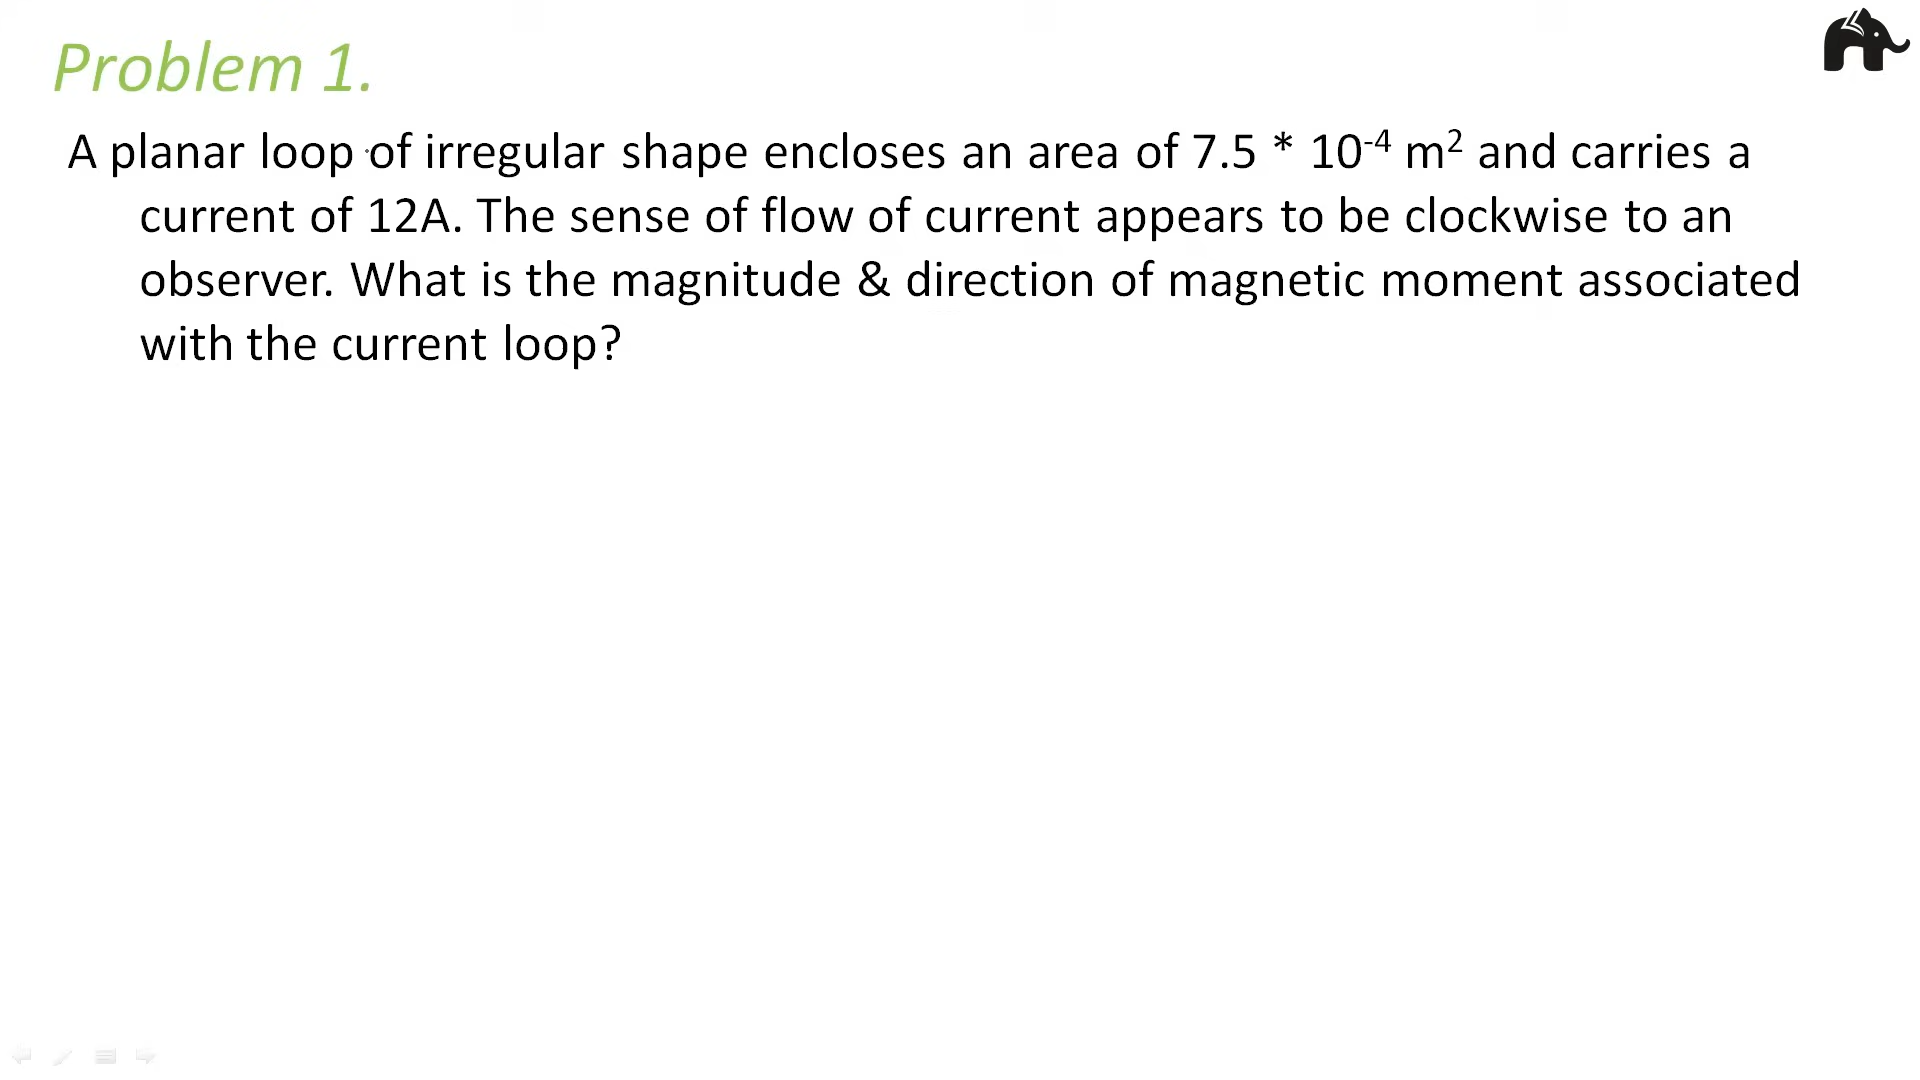 Problem 1.
A planar loop of irregular shape encloses an area of 7.5 * 10⁻⁴ m² and carries a
current of 12A. The sense of flow of current appears to be clockwise to an
observer. What is the magnitude & direction of magnetic moment associated
with the current loop?